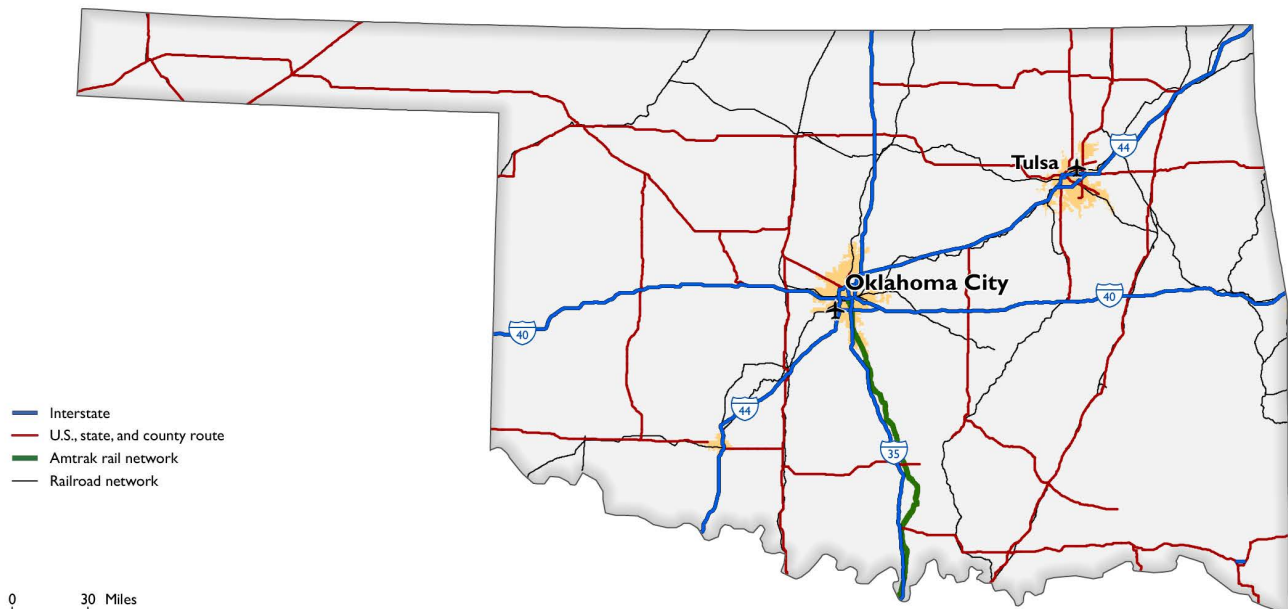 44
Tulsa
Oklahoma City
40
40
Interstate
44
U.S., state, and county route
35
Amtrak rail network
Railroad network
0 30 Miles